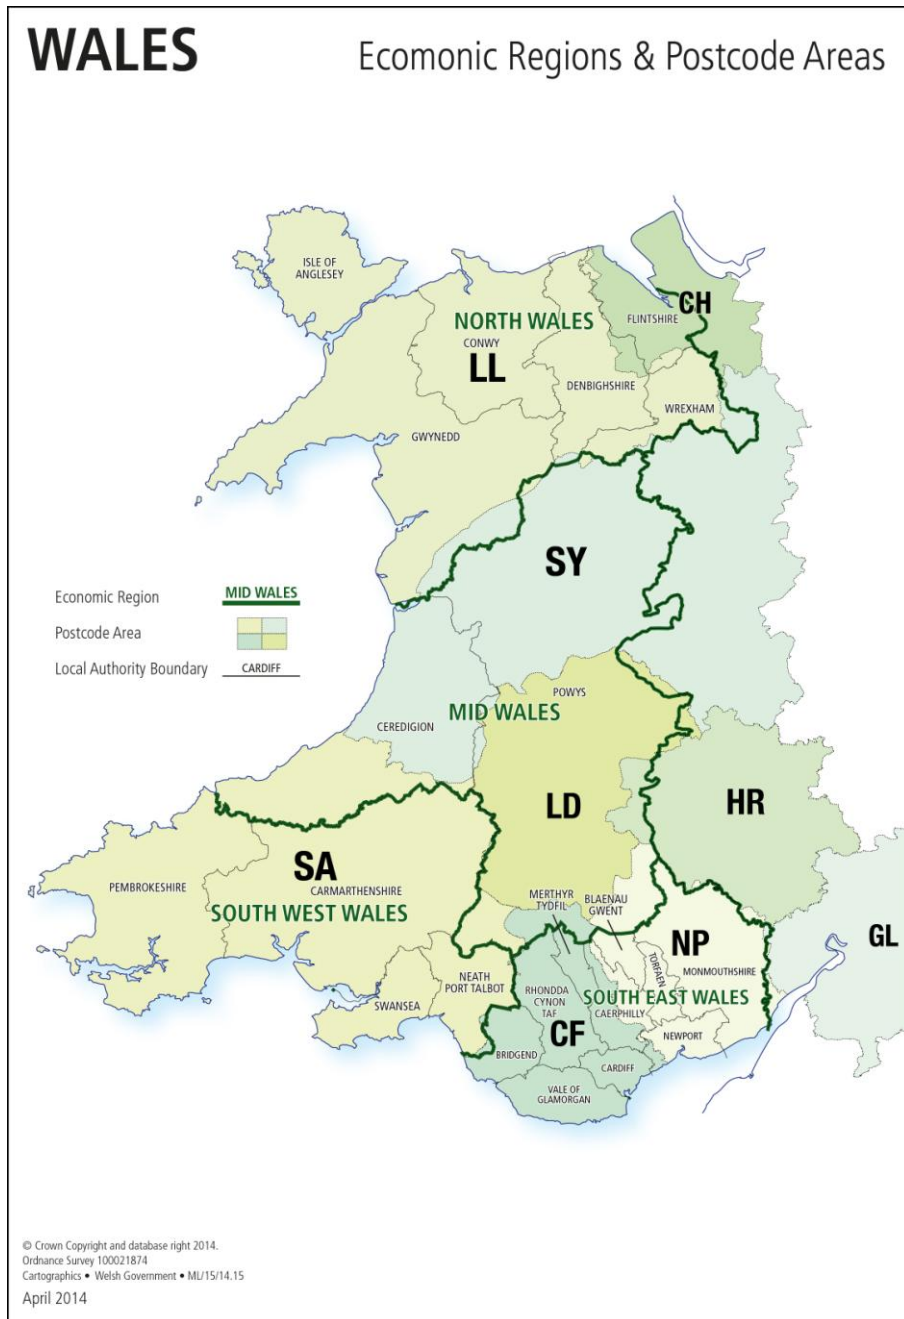 WALES
Ecomonic Regions & Postcode Areas
ISLE OF
ANGLESEY
CH
FLINTSHIRE
NORTH WALES
CONWY
LL
DENBIGHSHIRE
WREXHAM
GWYNEDD
SY
Economic Region
MID WALES
Postcode Area
Local Authority Boundary
CARDIFF
POWYS
MID WALES
CEREDIGION
LD
HR
SA
PEMBROKESHIRE
CARMARTHENSHIRE
SOUTH WEST WALES
MERTHYR
TYDFIL
BLAENAU
GWENT
NP
GL
TORFAEN
MONMOUTHSHIRE
NEATH
PORT TALBOT
SWANSEA
RHONDDA
CYNON
TAF
SOUTH EAST WALES
CAERPHILLY
CF
NEWPORT
BRIDGEND
CARDIFF
VALE OF
GLAMORGAN
© Crown Copyright and database right 2014.
Ordnance Survey 100021874
Cartographics • Welsh Government • ML/15/14.15
April 2014